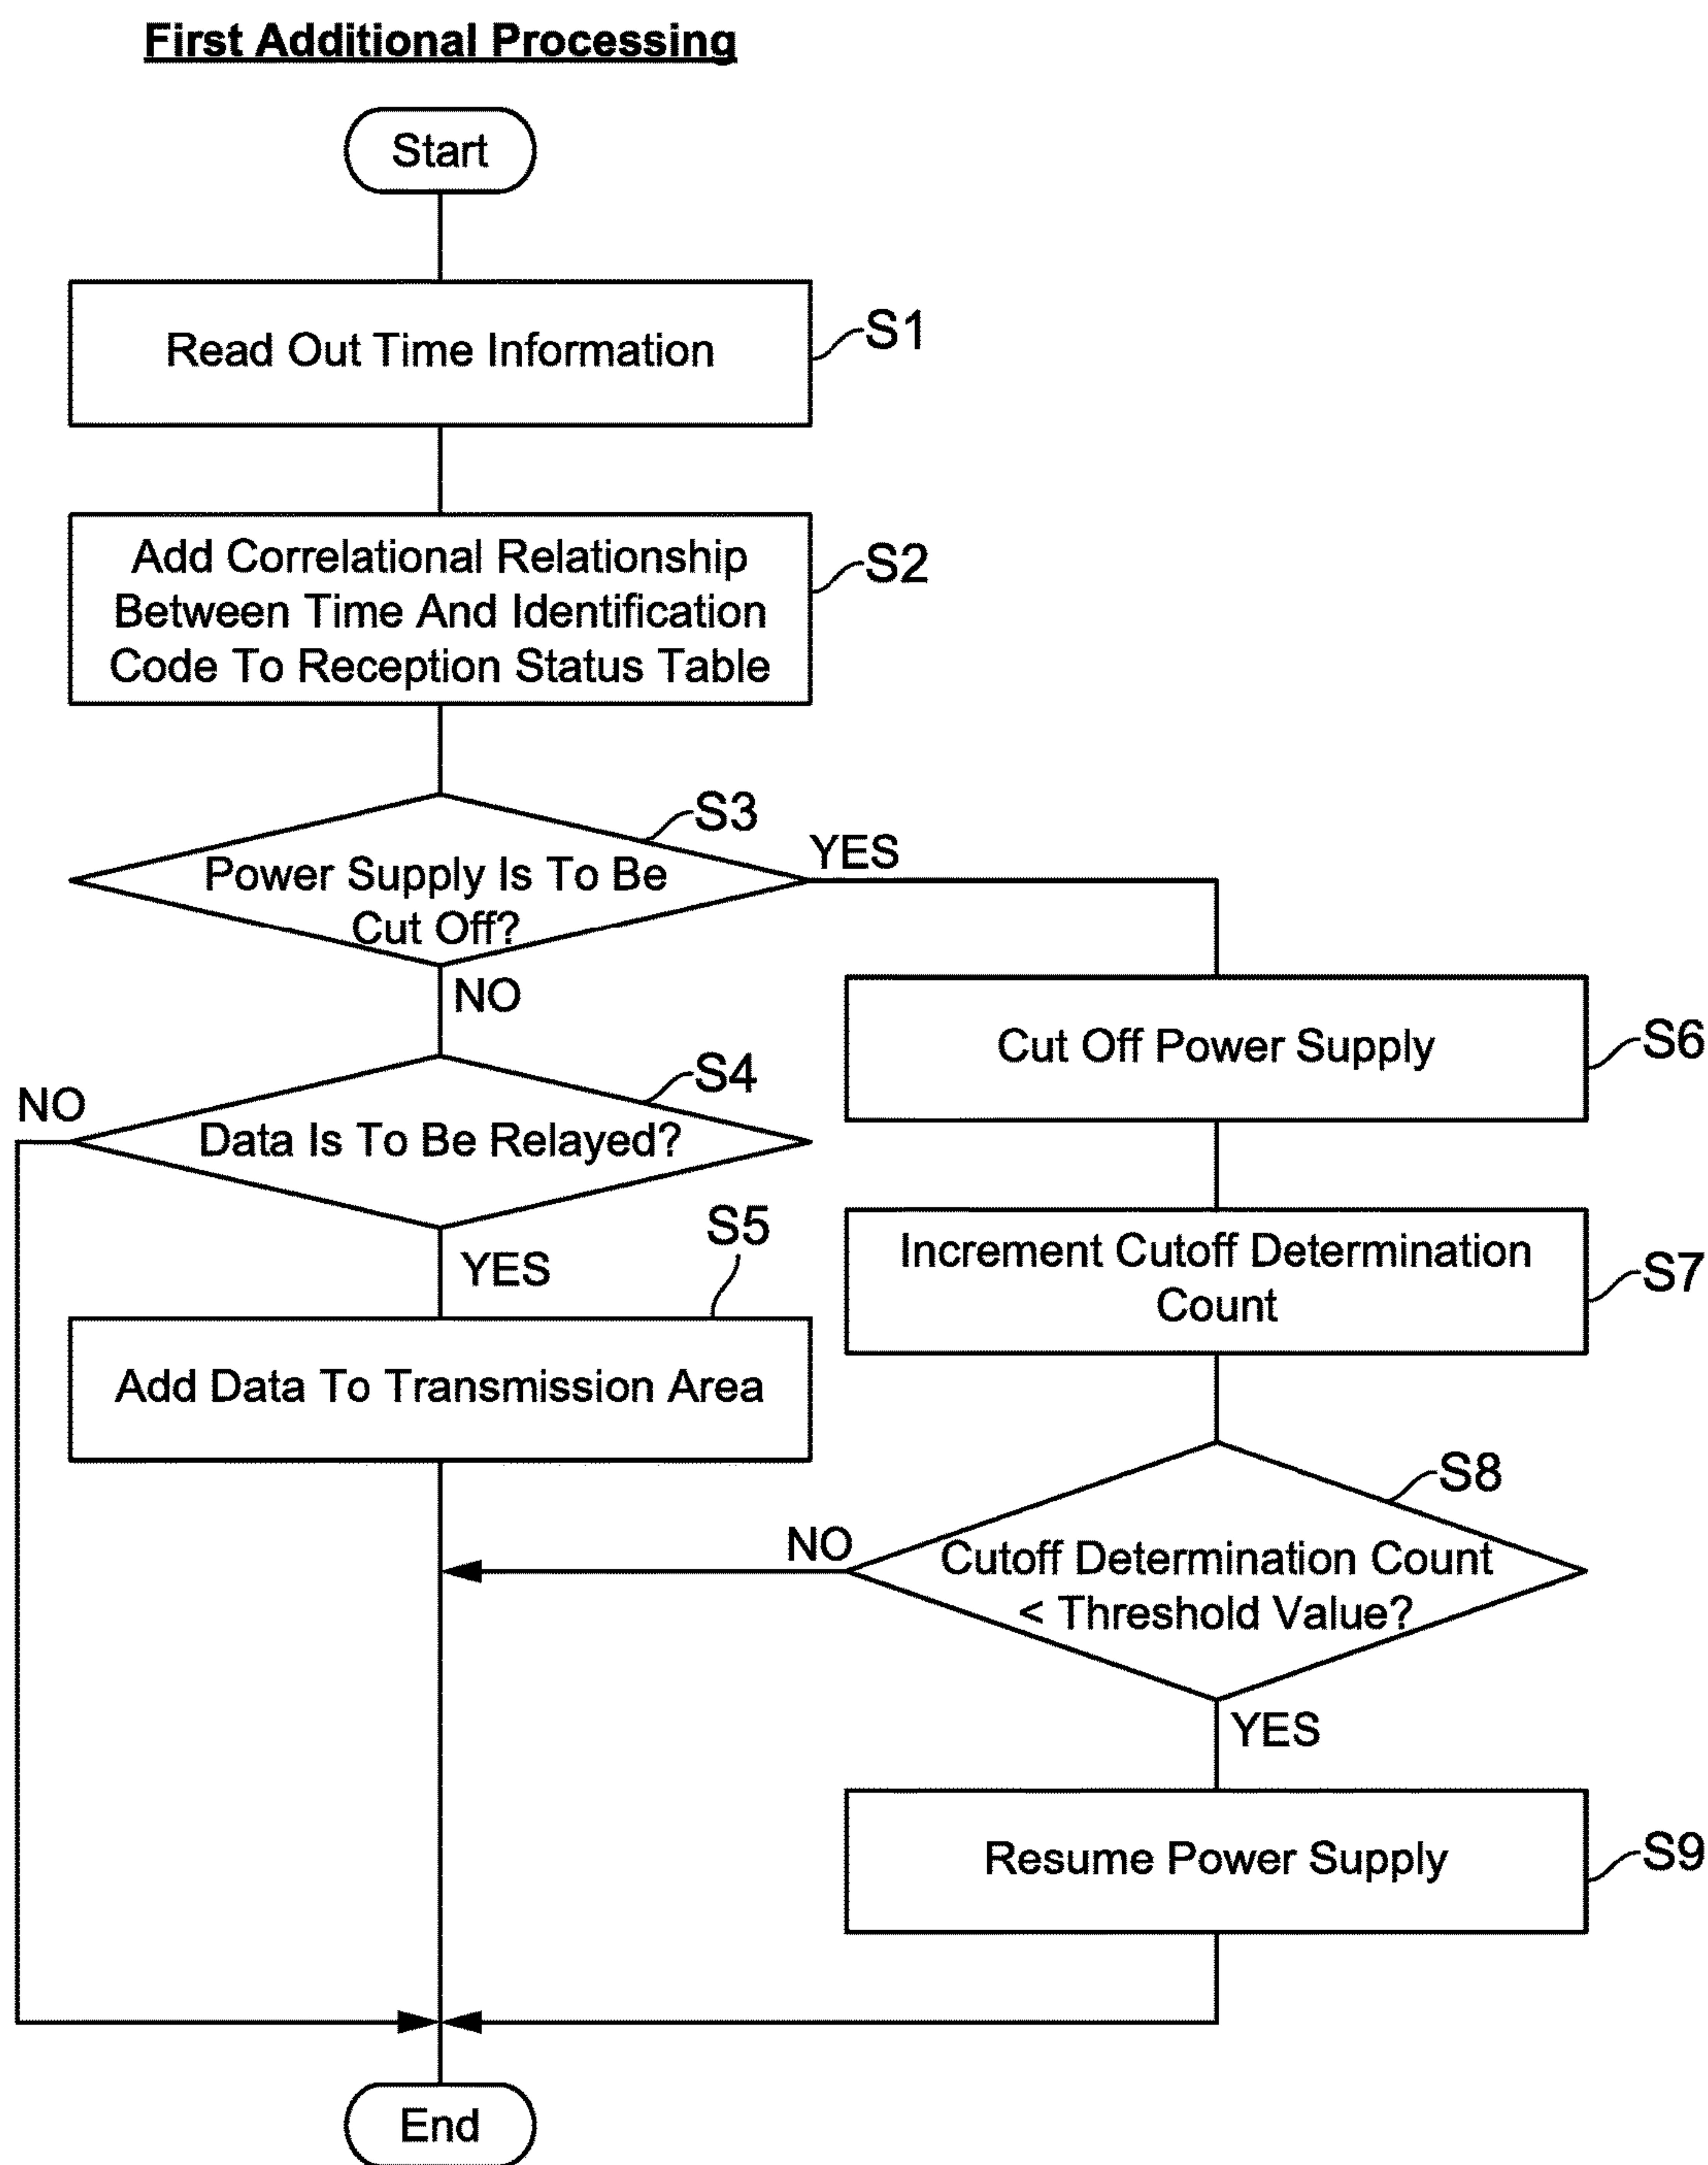 First Additional Processing
Start
Read Out Time Information
S1
Add Correlational Relationship
Between Time And Identification
Code To Reception Status Table
S2
S3
Power Supply Is To Be
Cut Off?
YES
NO
S4
Data Is To Be Relayed?
NO
YES
S5
Add Data To Transmission Area
Cut Off Power Supply
S6
Increment Cutoff Determination
Count
S7
S8
Cutoff Determination Count
< Threshold Value?
NO
YES
Resume Power Supply
S9
End